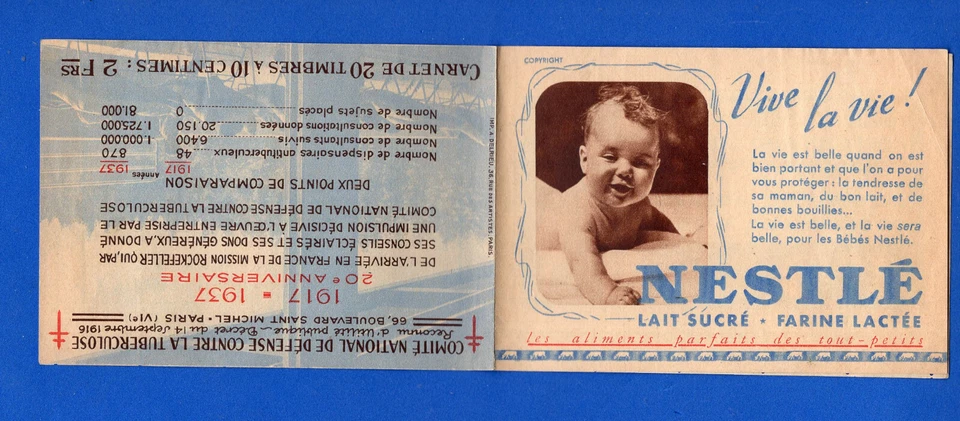 COMITÉ NATIONAL DE DÉFENSE CONTRE LA TUBERCULOSE
Reconnu d'Utilité publique _ Décret du 14 Septembre 1916
66, BOULEVARD SAINT MICHEL • PARIS (VIe)
1917 = 1937
20e ANNIVERSAIRE
DE L'ARRIVÉE EN FRANCE DE LA MISSION ROCKEFELLER QUI, PAR
SES CONSEILS ÉCLAIRÉS ET SES DONS GÉNÉREUX, A DONNÉ
UNE IMPULSION DÉCISIVE A L'ŒUVRE ENTREPRISE PAR LE
COMITÉ NATIONAL DE DÉFENSE CONTRE LA TUBERCULOSE
DEUX POINTS DE COMPARAISON
Années 1917 1937
Nombre de dispensaires antituberculeux 48 870
Nombre de consultants suivis 6.400 1.000.000
Nombre de consultations données 20.150 1.725.000
Nombre de sujets placés 0 81.000
CARNET DE 20 TIMBRES À 10 CENTIMES : 2 FRS
IMP. A. DELRIEU, 36, RUE DES ARTISTES, PARIS.
COPYRIGHT
Vive la vie !
La vie est belle quand on est
bien portant et que l'on a pour
vous protéger : la tendresse de
sa maman, du bon lait, et de
bonnes bouillies...
La vie est belle, et la vie sera
belle, pour les Bébés Nestlé.
NESTLÉ
LAIT SUCRÉ ★ FARINE LACTÉE
Les aliments parfaits des tout-petits